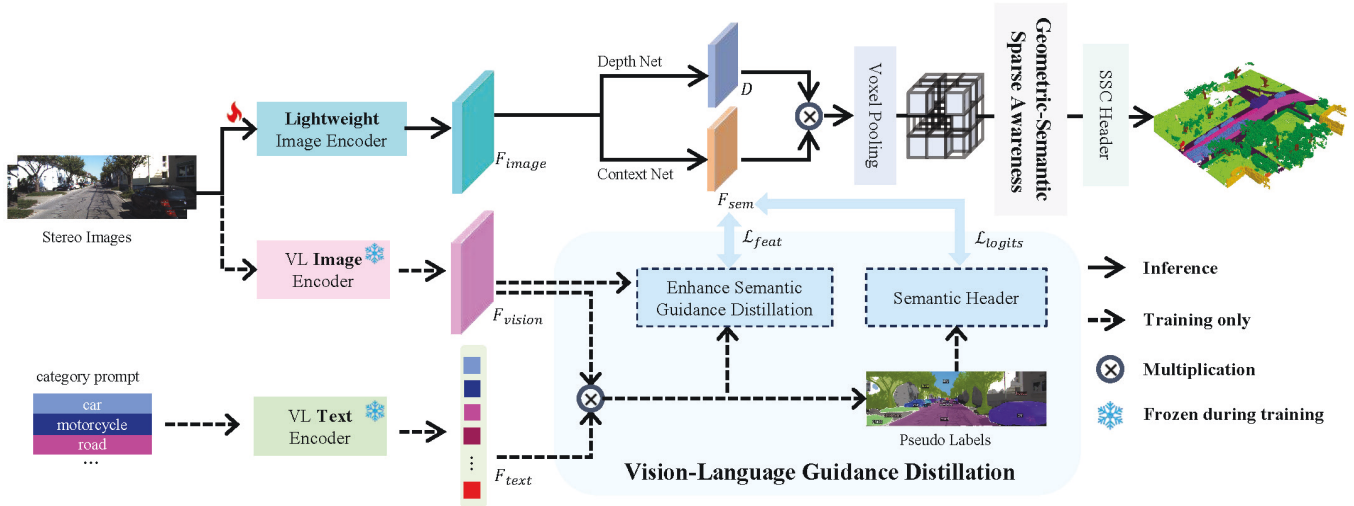 Lightweight
Image Encoder
F_image
Depth Net
D
Context Net
F_sem
Voxel Pooling
Geometric-Semantic
Sparse Awareness
SSC Header
Stereo Images
VL Image
Encoder
F_vision
ℒ_feat
ℒ_logits
Enhance Semantic
Guidance Distillation
Semantic Header
Inference
Training only
Multiplication
Frozen during training
category prompt
car
motorcycle
road
...
VL Text
Encoder
F_text
Pseudo Labels
Vision-Language Guidance Distillation